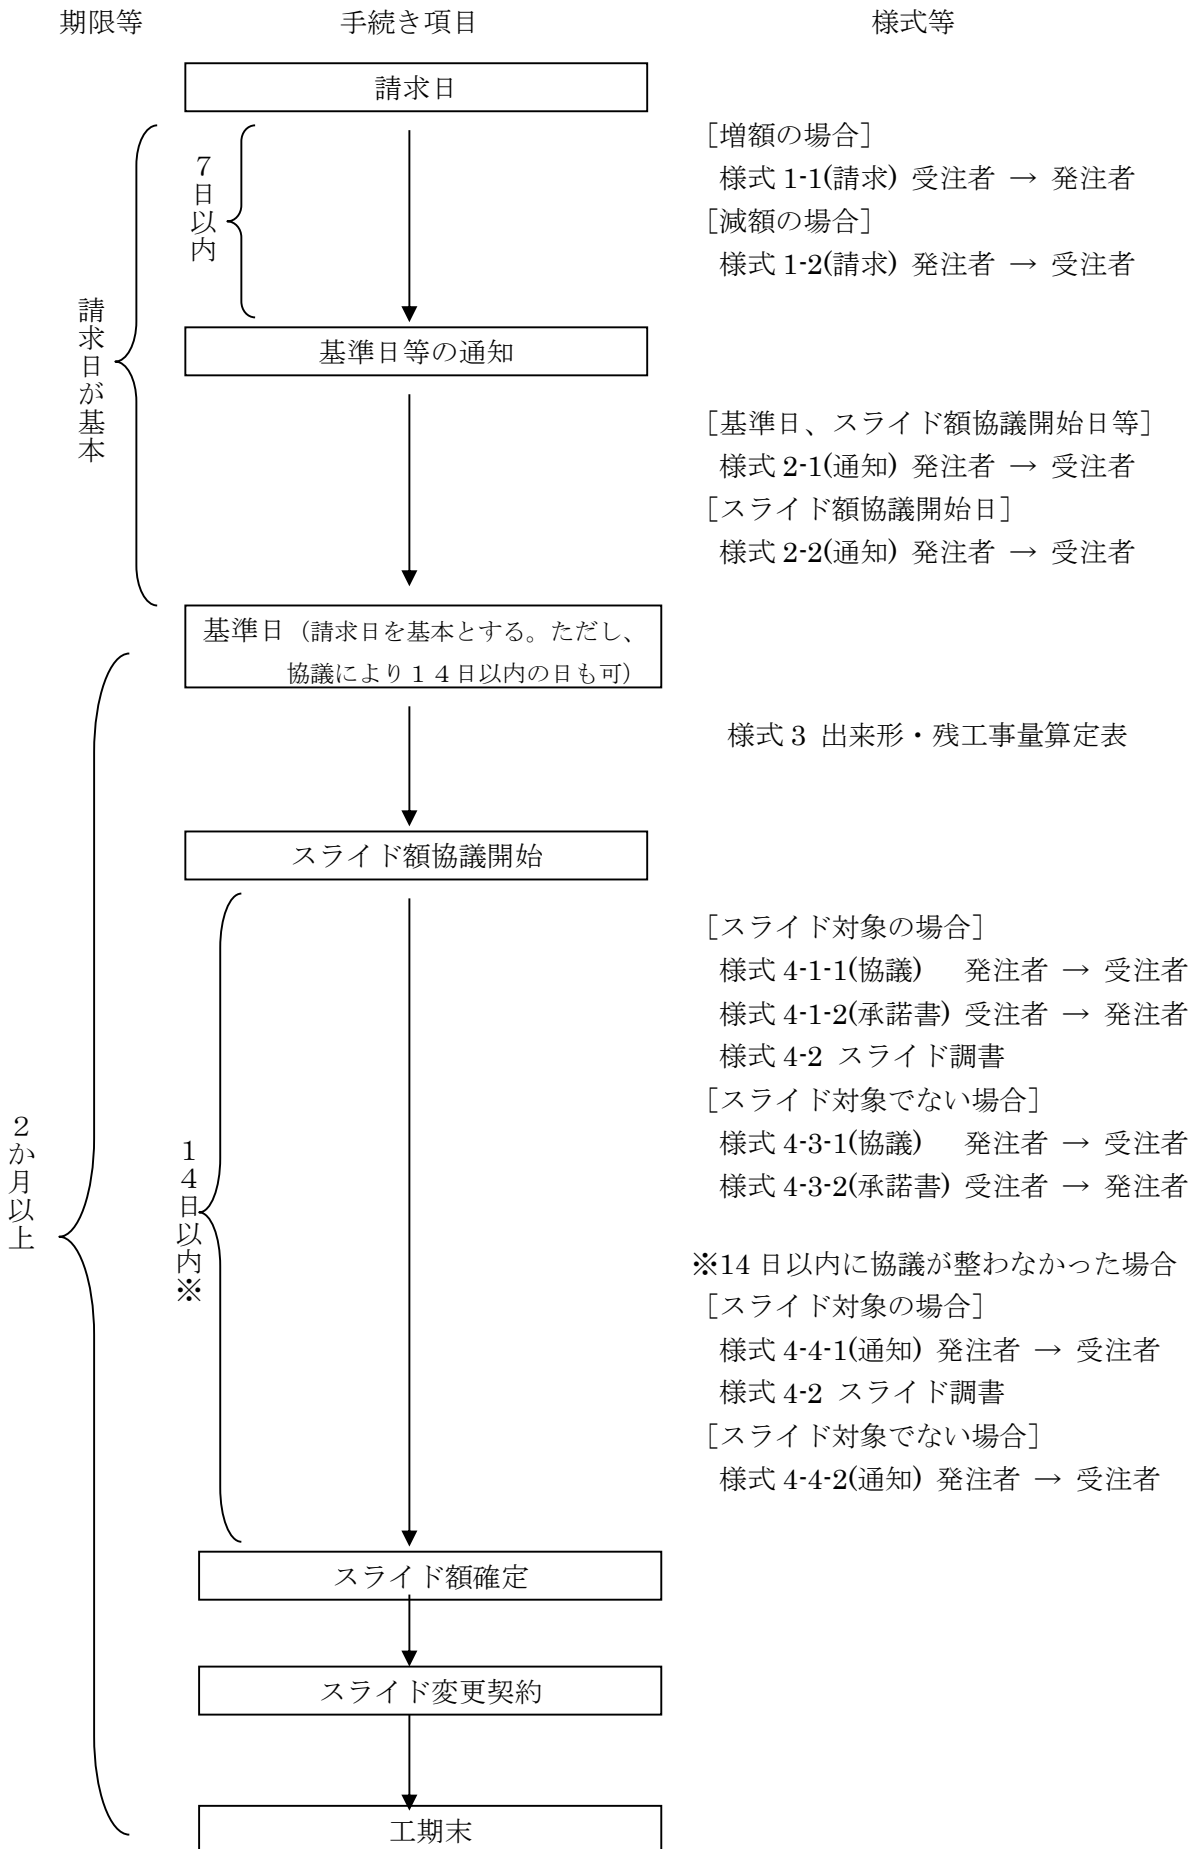 期限等 手続き項目 様式等
請求日
［増額の場合］
様式 1-1(請求) 受注者 → 発注者
［減額の場合］
様式 1-2(請求) 発注者 → 受注者
７日以内
請求日が基本
基準日等の通知
［基準日、スライド額協議開始日等］
様式 2-1(通知) 発注者 → 受注者
［スライド額協議開始日］
様式 2-2(通知) 発注者 → 受注者
基準日（請求日を基本とする。ただし、
協議により１４日以内の日も可）
様式 3 出来形・残工事量算定表
スライド額協議開始
［スライド対象の場合］
様式 4-1-1(協議) 発注者 → 受注者
様式 4-1-2(承諾書) 受注者 → 発注者
様式 4-2 スライド調書
［スライド対象でない場合］
様式 4-3-1(協議) 発注者 → 受注者
様式 4-3-2(承諾書) 受注者 → 発注者
２か月以上
１４日以内※
※14 日以内に協議が整わなかった場合
［スライド対象の場合］
様式 4-4-1(通知) 発注者 → 受注者
様式 4-2 スライド調書
［スライド対象でない場合］
様式 4-4-2(通知) 発注者 → 受注者
スライド額確定
スライド変更契約
工期末